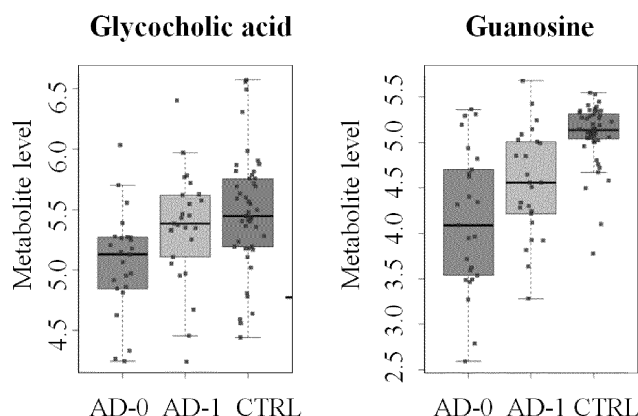 Glycocholic acid
Metabolite level
6.5
6.0
5.5
5.0
4.5
AD-0 AD-1 CTRL
Guanosine
Metabolite level
5.5
5.0
4.5
4.0
3.5
3.0
2.5
AD-0 AD-1 CTRL